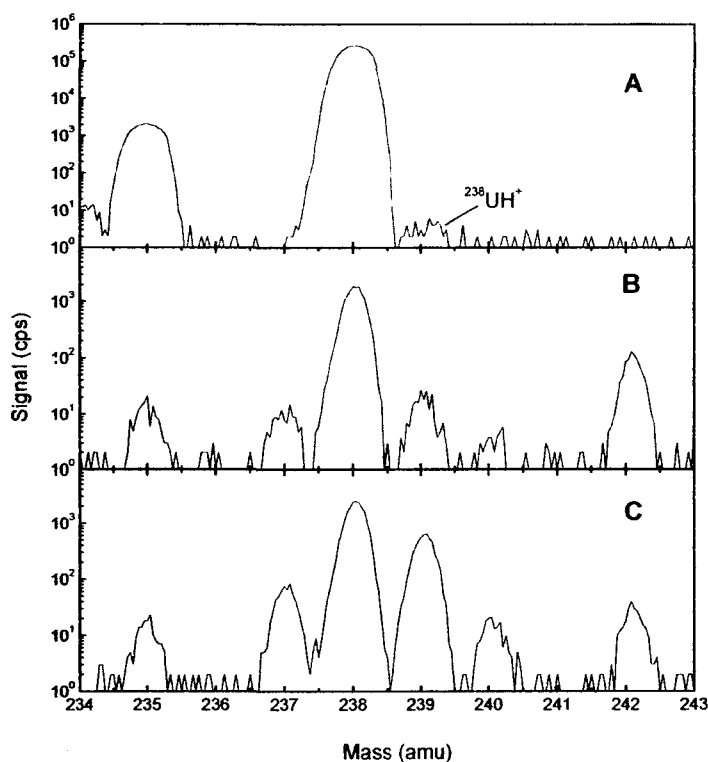 10⁶
10⁵
10⁴
10³
10²
10¹
10⁰
A
²³⁸UH⁺
10³
10²
10¹
10⁰
B
10³
10²
10¹
10⁰
C
Signal (cps)
234 235 236 237 238 239 240 241 242 243
Mass (amu)